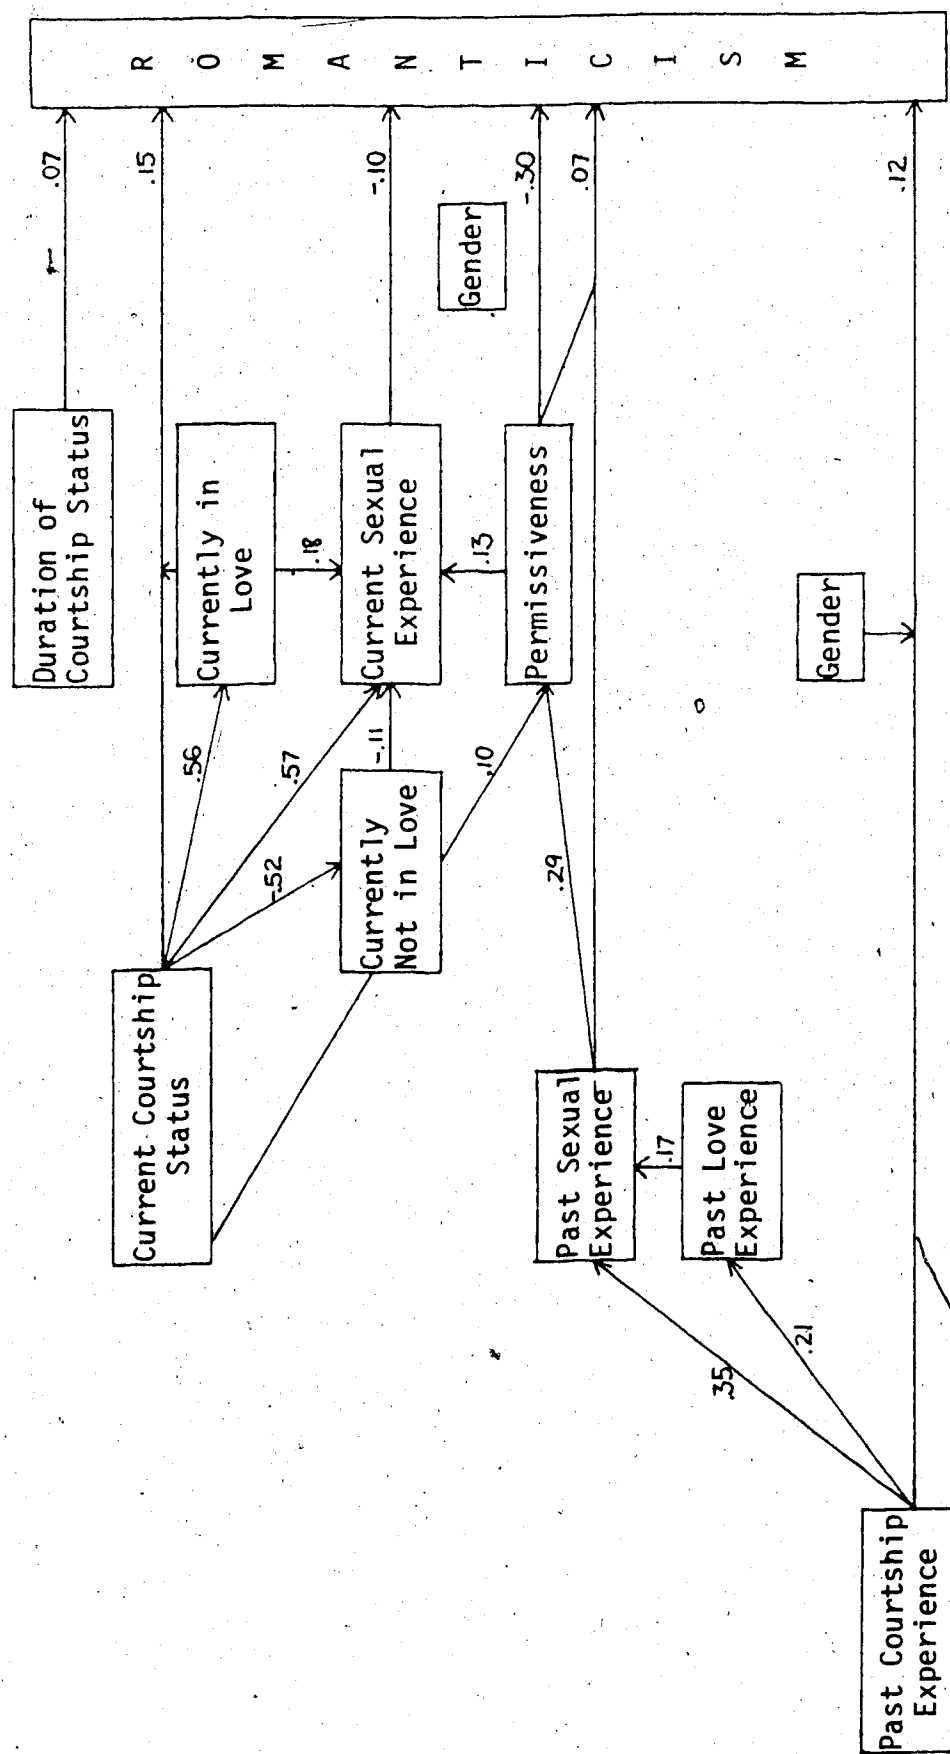 Duration of
Courtship Status
.07
Current Courtship
Status
.15
.56
Currently in
Love
.18
.57
-.52
Currently
Not in Love
-.11
Current Sexual
Experience
-.10
.10
.13
Gender
Permissiveness
-.30
.07
.29
Past Sexual
Experience
.17
Past Love
Experience
.35
.21
Gender
.12
Past Courtship
Experience
R O M A N T I C I S M